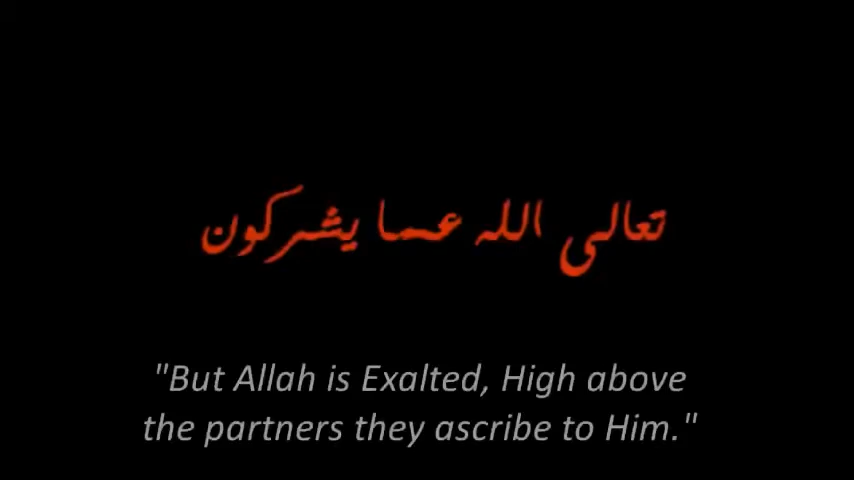 تعالى الله عما يشركون
"But Allah is Exalted, High above
the partners they ascribe to Him."